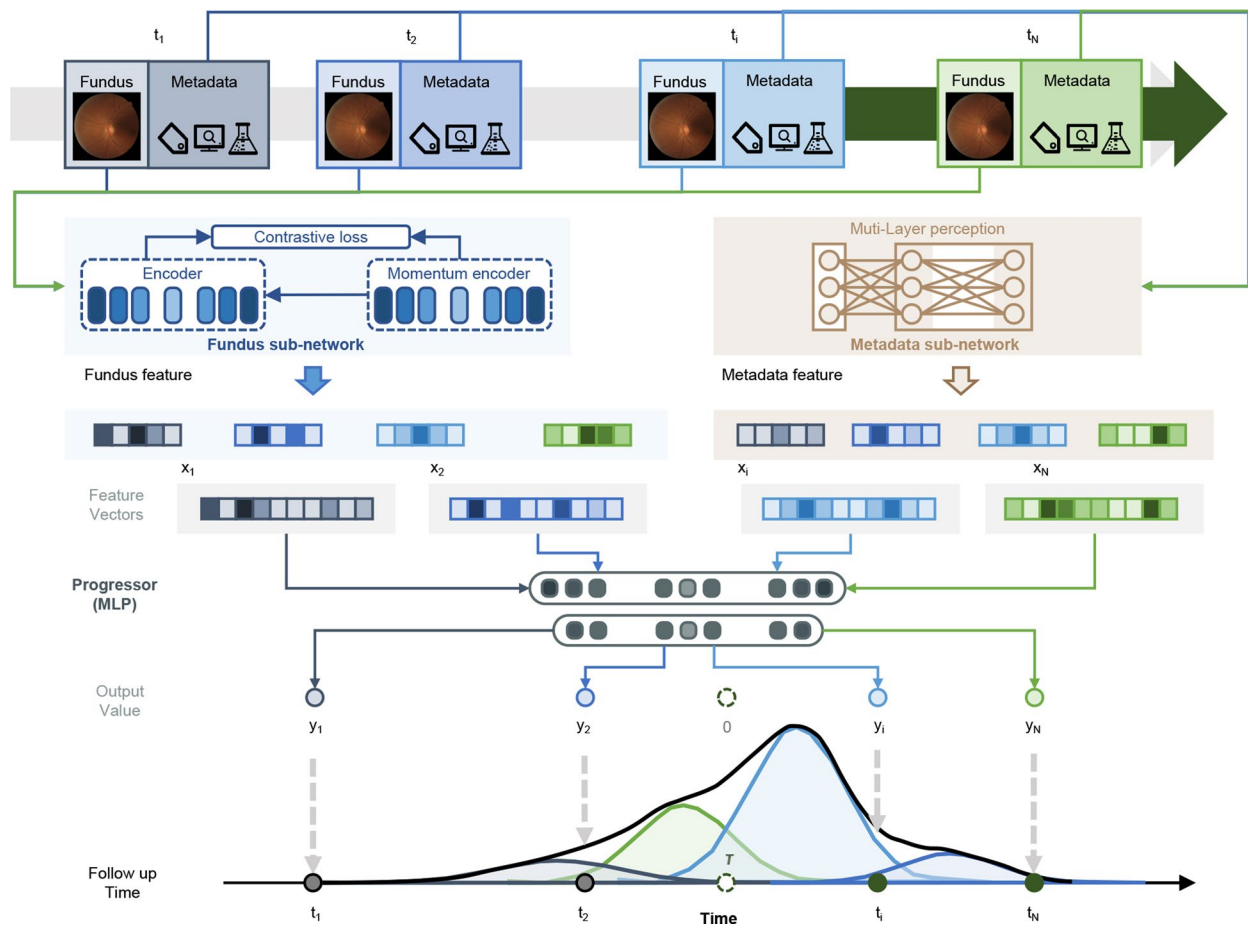 t1
t2
ti
tN
Fundus
Metadata
Fundus
Metadata
Fundus
Metadata
Fundus
Metadata
Contrastive loss
Encoder
Momentum encoder
Fundus sub-network
Muti-Layer perception
Metadata sub-network
Fundus feature
Metadata feature
x1
x2
xi
xN
Feature
Vectors
Progressor
(MLP)
Output
Value
y1
y2
0
yi
yN
T
Follow up
Time
t1
t2
Time
ti
tN